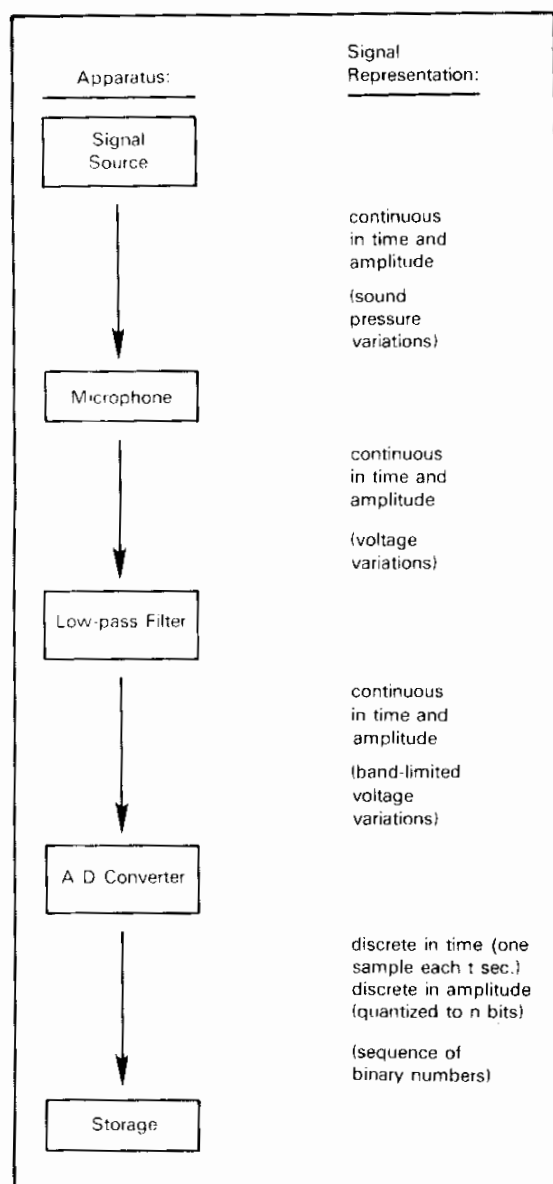 Apparatus:
Signal
Representation:
Signal
Source
continuous
in time and
amplitude
(sound
pressure
variations)
Microphone
continuous
in time and
amplitude
(voltage
variations)
Low-pass Filter
continuous
in time and
amplitude
(band-limited
voltage
variations)
A D Converter
discrete in time (one
sample each t sec.)
discrete in amplitude
(quantized to n bits)
(sequence of
binary numbers)
Storage